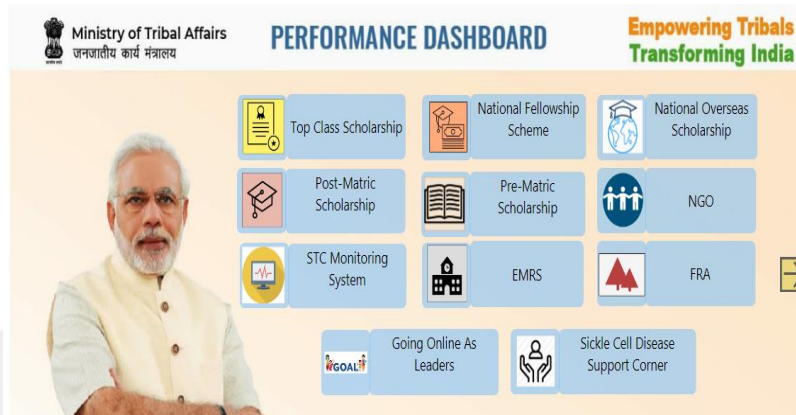 Ministry of Tribal Affairs
जनजातीय कार्य मंत्रालय
PERFORMANCE DASHBOARD
Empowering Tribals
Transforming India
Top Class Scholarship
National Fellowship
Scheme
National Overseas
Scholarship
Post-Matric
Scholarship
Pre-Matric
Scholarship
NGO
STC Monitoring
System
EMRS
FRA
GOAL
Going Online As
Leaders
Sickle Cell Disease
Support Corner